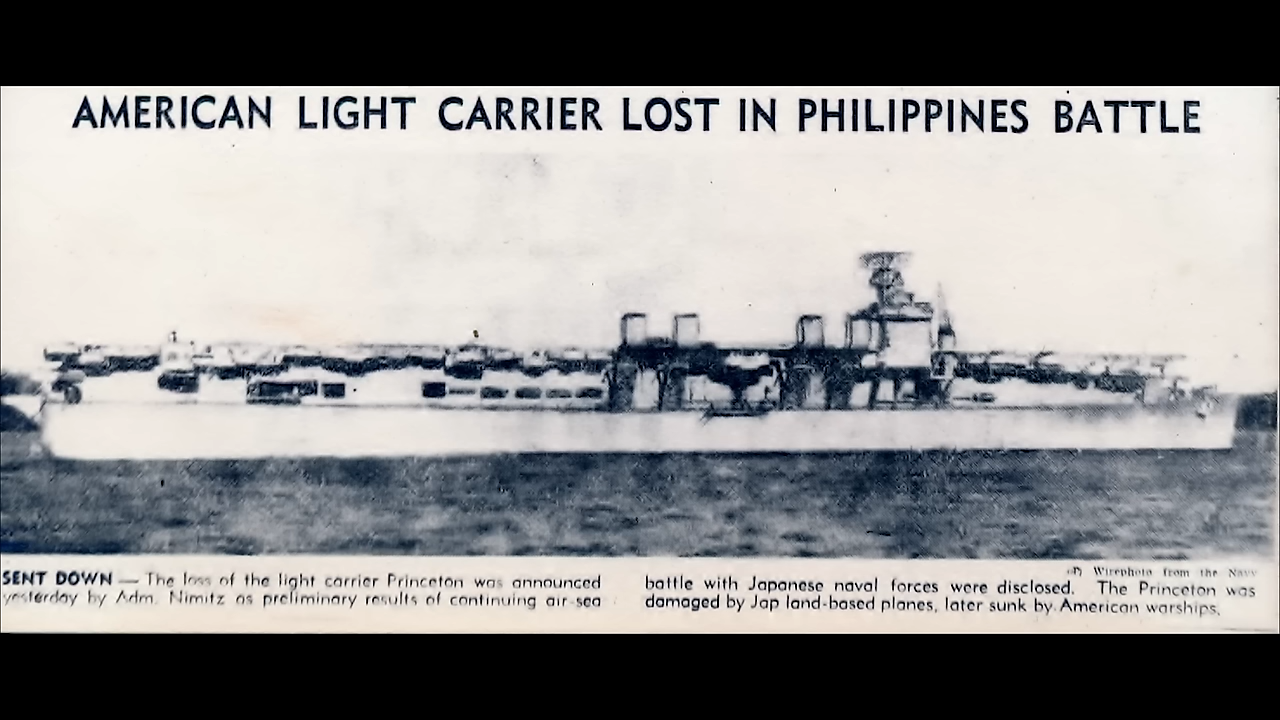 AMERICAN LIGHT CARRIER LOST IN PHILIPPINES BATTLE
SENT DOWN — The loss of the light carrier Princeton was announced
yesterday by Adm. Nimitz as preliminary results of continuing air-sea
Wirephoto from the Navy
battle with Japanese naval forces were disclosed. The Princeton was
damaged by Jap land-based planes, later sunk by American warships.